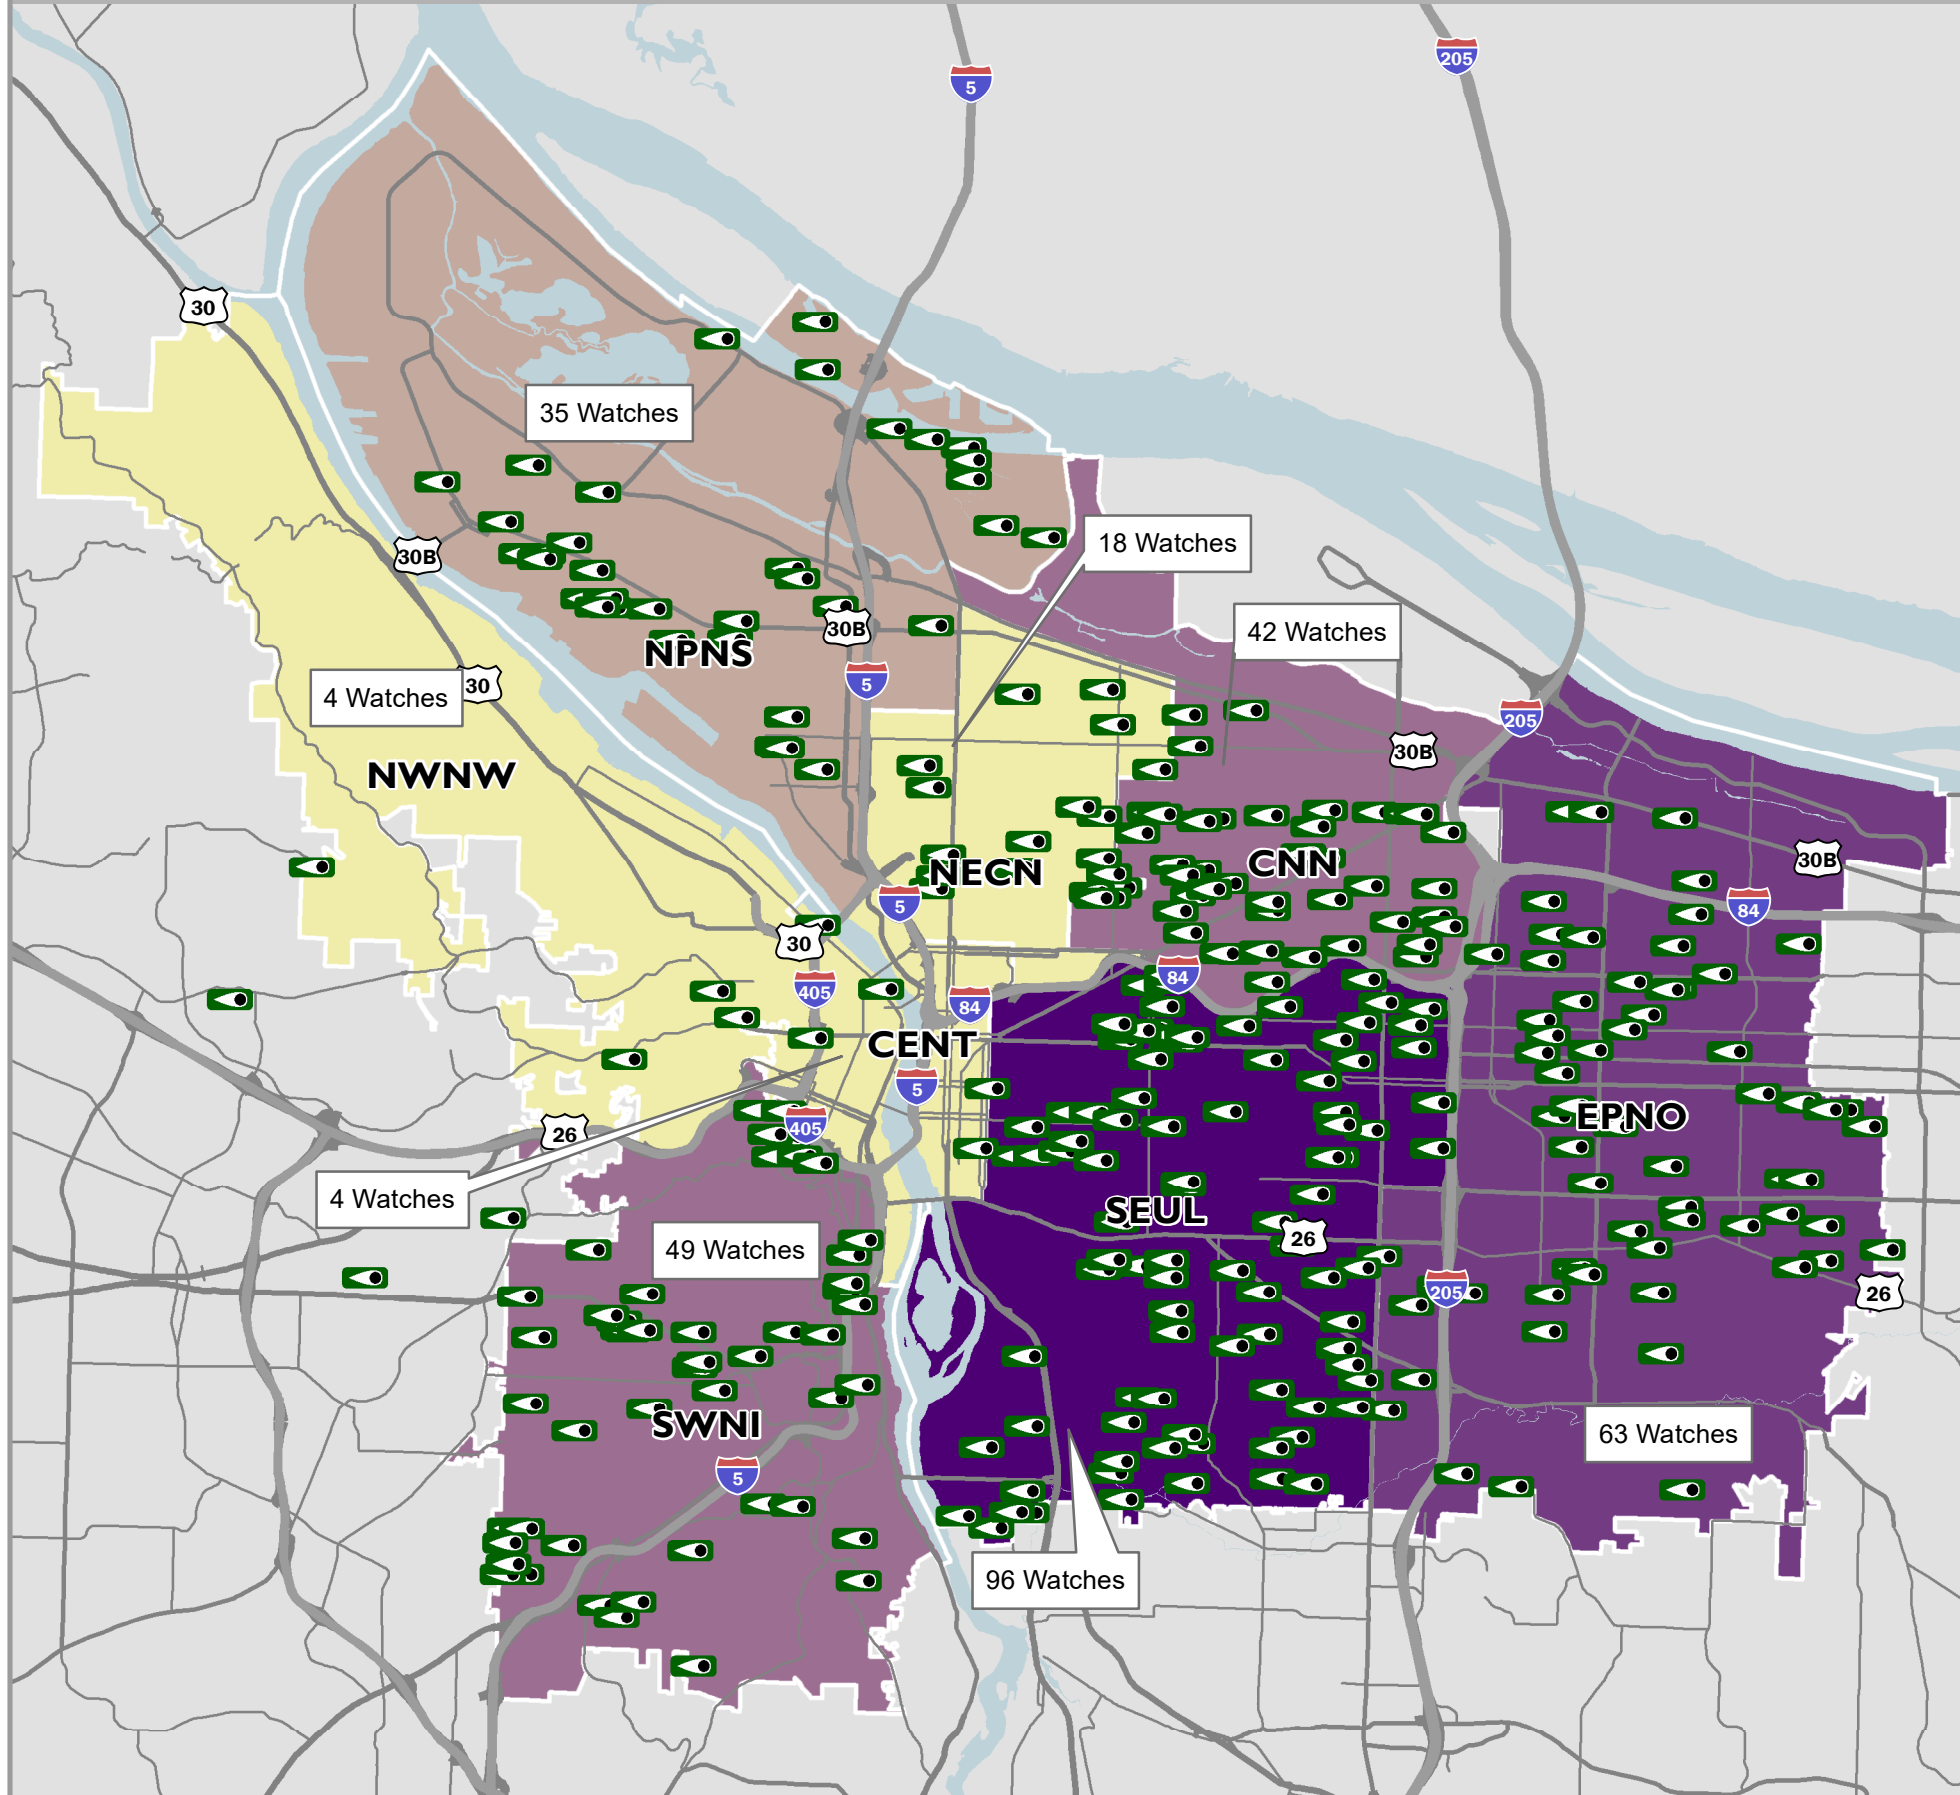 205
5
30
35 Watches
18 Watches
30B
42 Watches
30B
NPNS
5
4 Watches
30
205
30B
NWNW
30B
CNN
NECN
5
84
30
84
405
84
CENT
5
EPNO
405
26
4 Watches
SEUL
26
49 Watches
205
26
SWNI
63 Watches
5
96 Watches